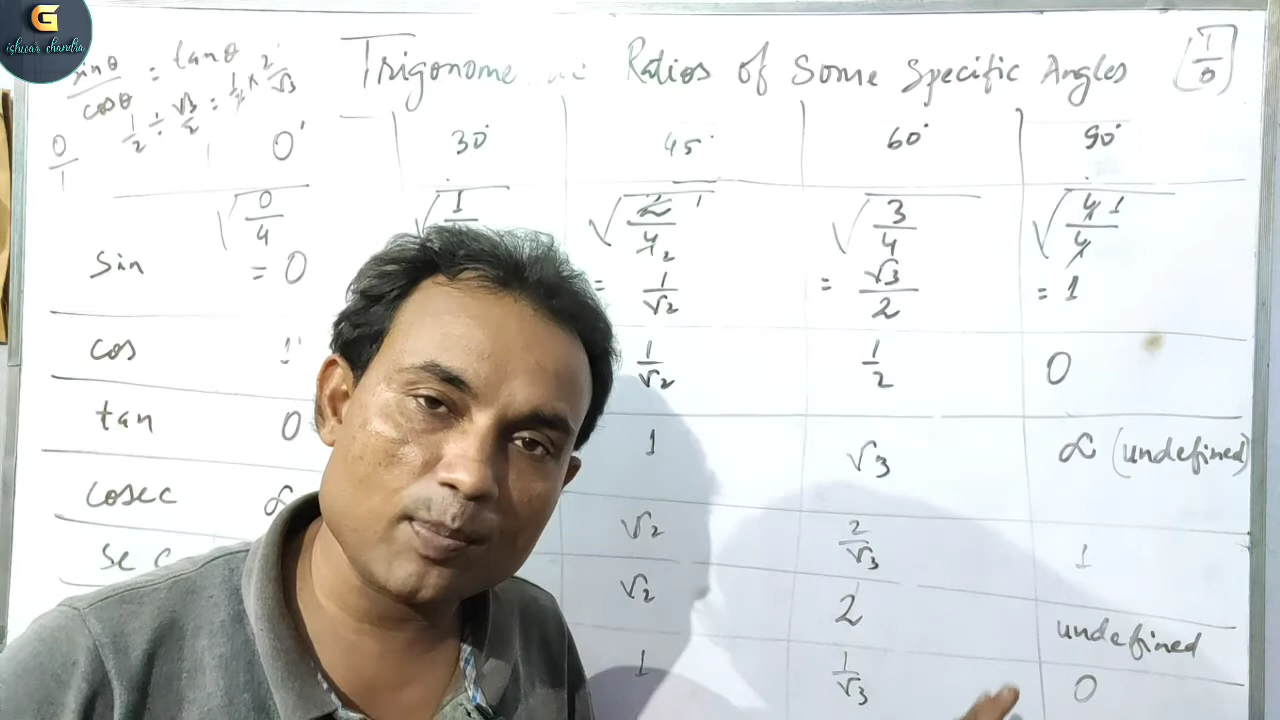 G
ishwar chandra
sinθ/cosθ = tanθ
1/2 ÷ √3/2 = 1/2 × 2/√3
Ratios of Some Specific Angles [1/0]
0/1 0° 30° 45° 60° 90°
sin √0/4 = 0 √2/4 = 1/√2 √3/4 = √3/2 √4/4 1 = 1
cos 1 1/√2 1/2 0
tan 0 1 √3 ∝ (undefined)
cosec ∝ √2 2/√3 1
sec √2 2 undefined
1 1/√3 0